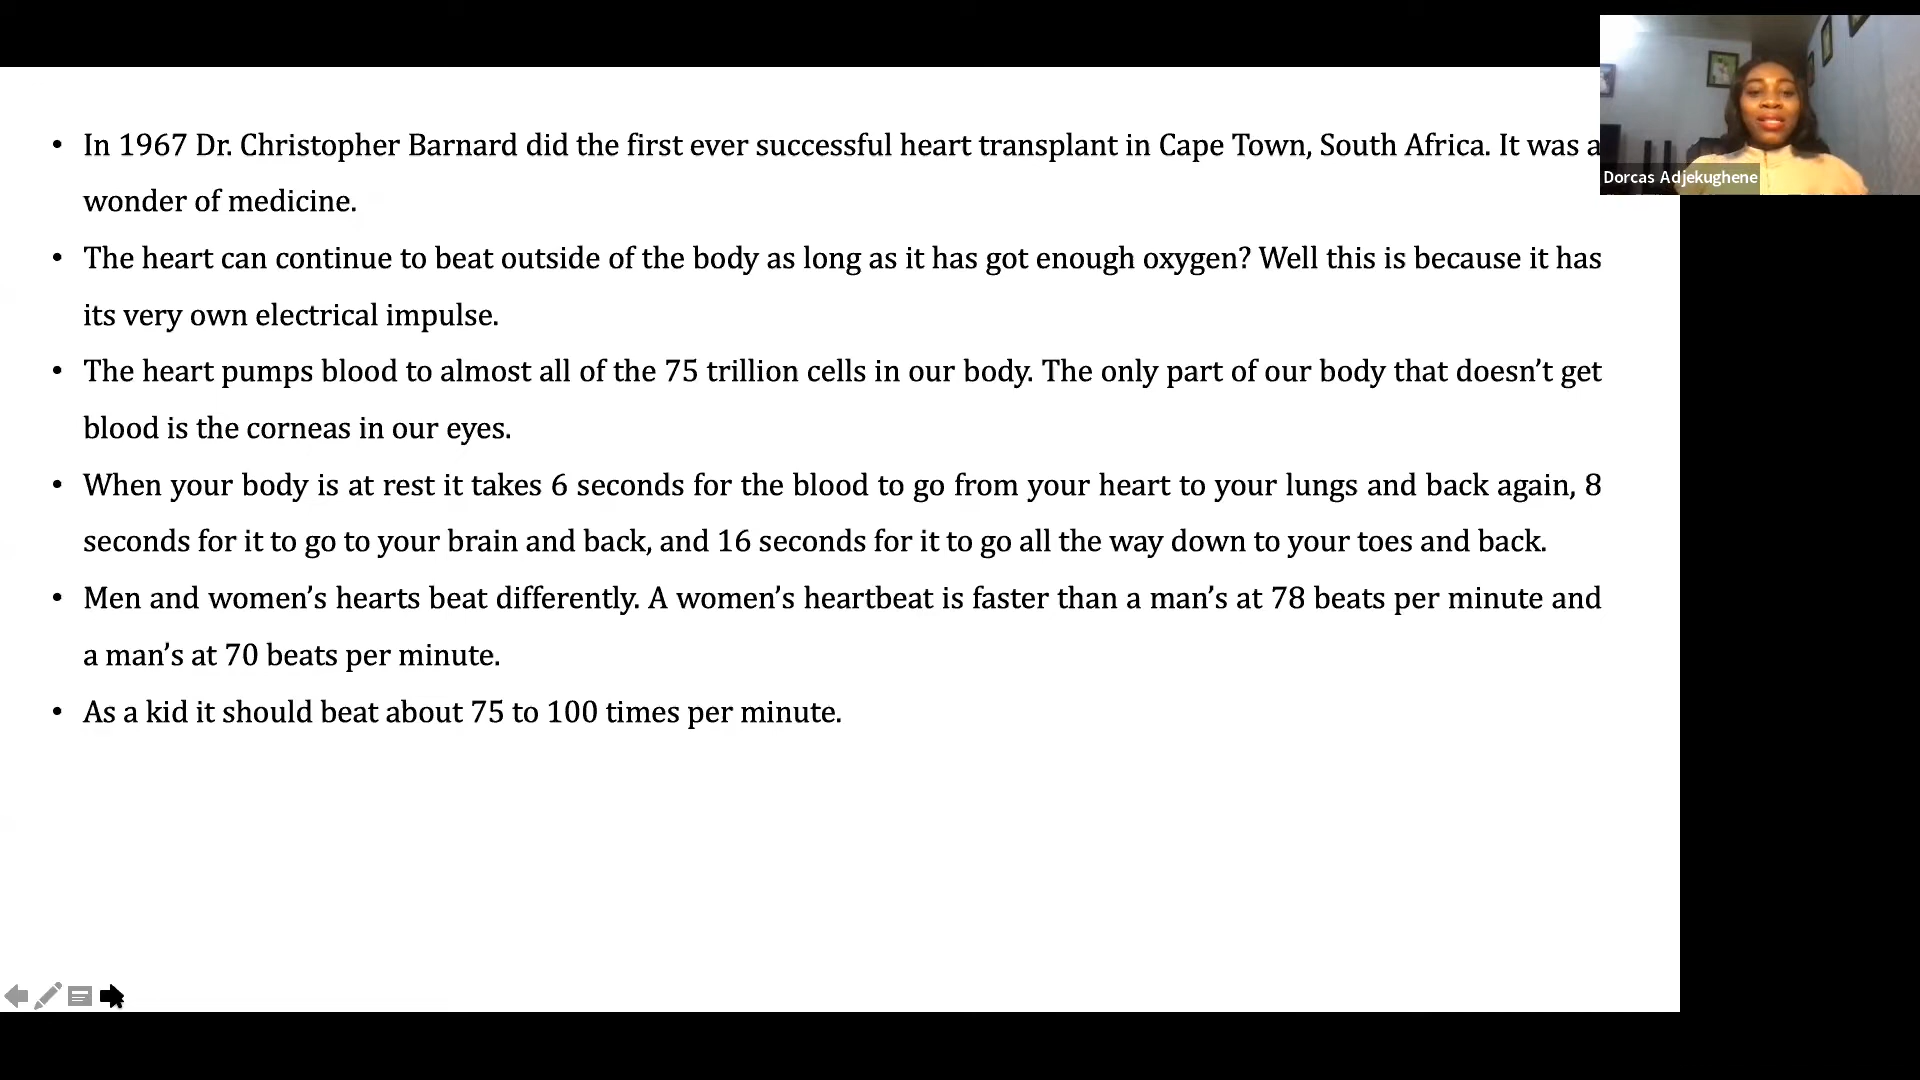 • In 1967 Dr. Christopher Barnard did the first ever successful heart transplant in Cape Town, South Africa. It was a
wonder of medicine.
• The heart can continue to beat outside of the body as long as it has got enough oxygen? Well this is because it has
its very own electrical impulse.
• The heart pumps blood to almost all of the 75 trillion cells in our body. The only part of our body that doesn’t get
blood is the corneas in our eyes.
• When your body is at rest it takes 6 seconds for the blood to go from your heart to your lungs and back again, 8
seconds for it to go to your brain and back, and 16 seconds for it to go all the way down to your toes and back.
• Men and women’s hearts beat differently. A women’s heartbeat is faster than a man’s at 78 beats per minute and
a man’s at 70 beats per minute.
• As a kid it should beat about 75 to 100 times per minute.
Dorcas Adjekughene